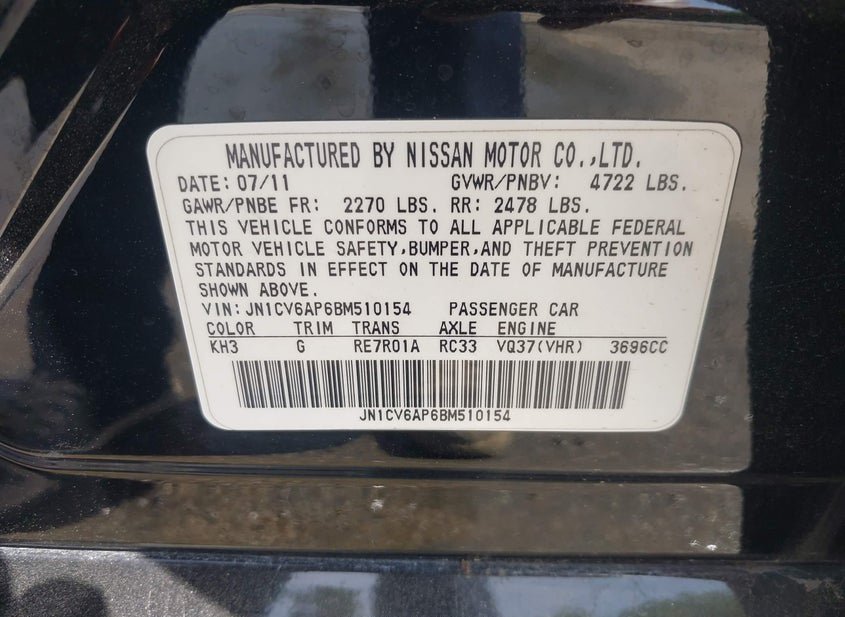 MANUFACTURED BY NISSAN MOTOR CO.,LTD.
DATE: 07/11 GVWR/PNBV: 4722 LBS.
GAWR/PNBE FR: 2270 LBS. RR: 2478 LBS.
THIS VEHICLE CONFORMS TO ALL APPLICABLE FEDERAL
MOTOR VEHICLE SAFETY,BUMPER,AND THEFT PREVENTION
STANDARDS IN EFFECT ON THE DATE OF MANUFACTURE
SHOWN ABOVE.
VIN: JN1CV6AP6BM510154 PASSENGER CAR
COLOR TRIM TRANS AXLE ENGINE
KH3 G RE7R01A RC33 VQ37(VHR) 3696CC
JN1CV6AP6BM510154